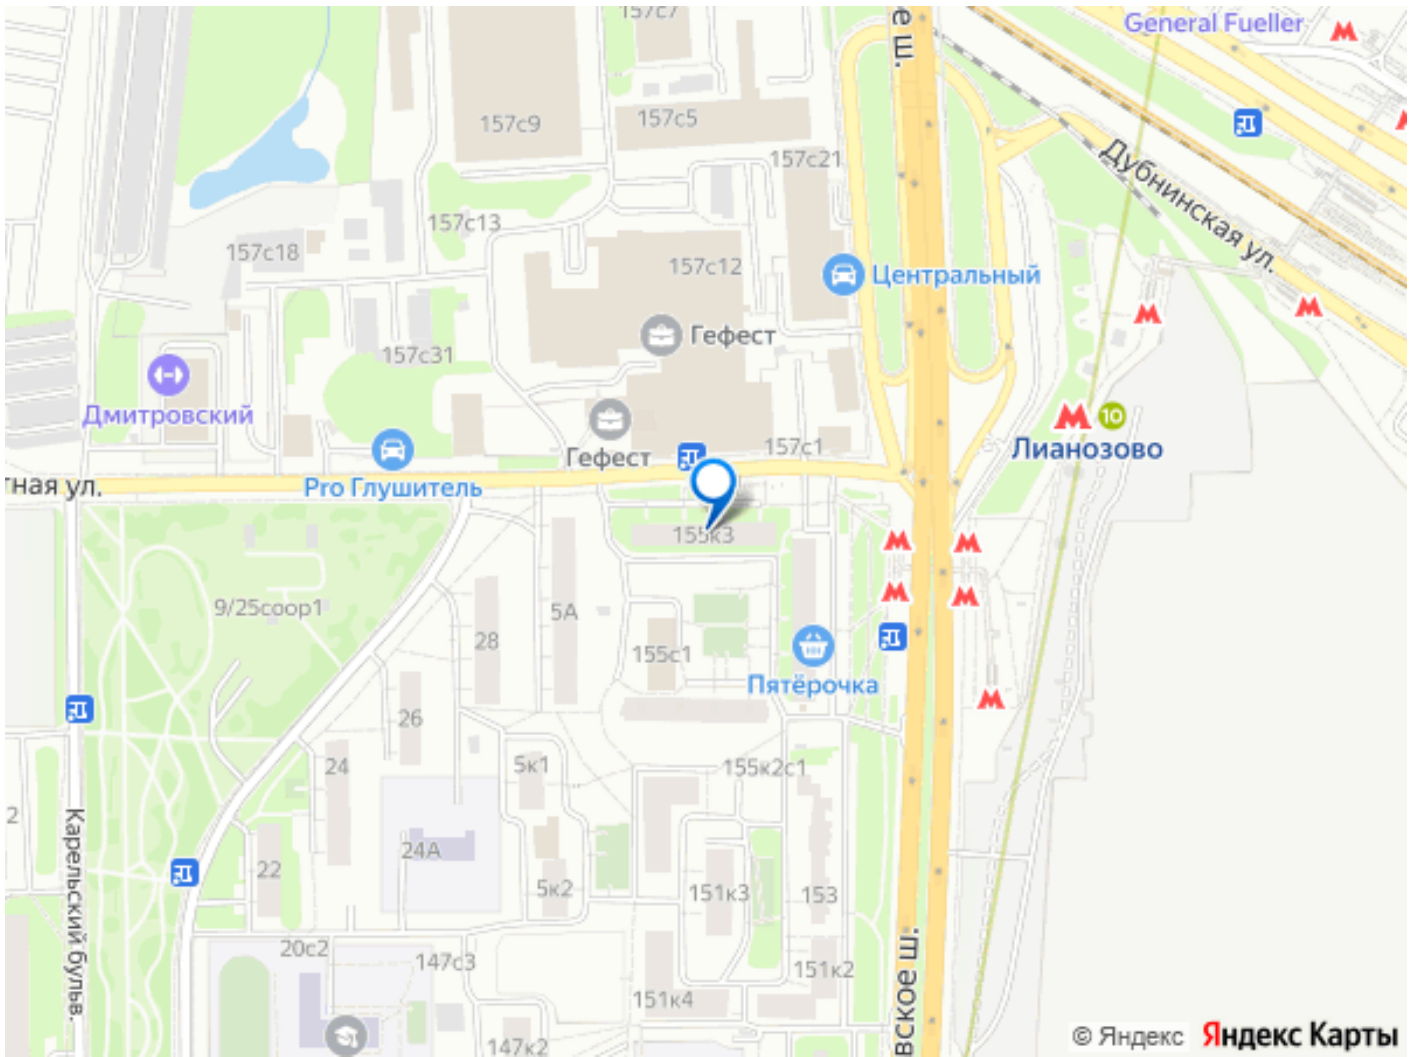 157с7
е ш.
General Fueller
157с9
157с5
157с21
Дубнинская ул.
157с13
157с18
157с12
Центральный
Гефест
157с31
Дмитровский
10
Лианозово
157с1
Гефест
тная ул.
Pro Глушитель
155к3
9/25соор1
5А
28
155с1
Пятёрочка
26
24
5к1
155к2с1
2
Карельский бульв.
24А
22
5к2
151к3
153
20с2
147с3
151к2
151к4
вское ш.
147к2
© Яндекс Яндекс Карты